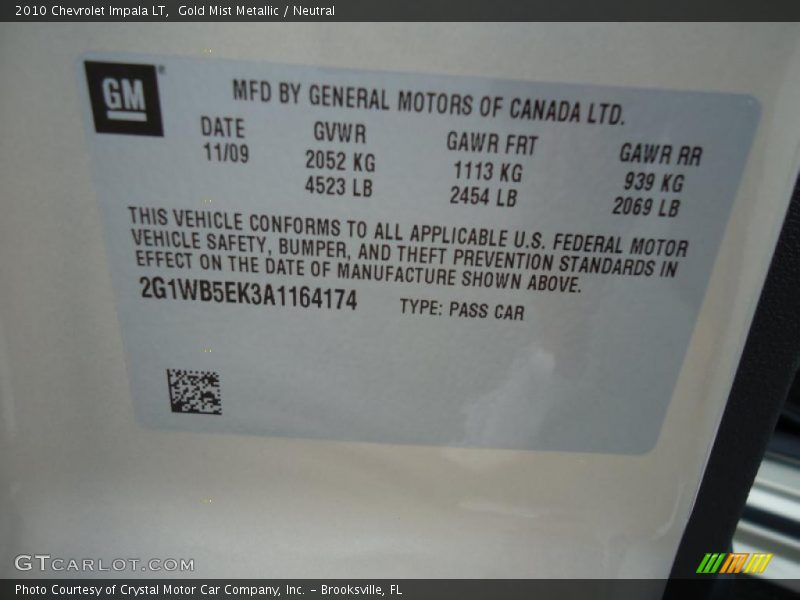 2010 Chevrolet Impala LT,  Gold Mist Metallic / Neutral
GM
MFD BY GENERAL MOTORS OF CANADA LTD.
DATE GVWR GAWR FRT GAWR RR
11/09 2052 KG 1113 KG 939 KG
4523 LB 2454 LB 2069 LB
THIS VEHICLE CONFORMS TO ALL APPLICABLE U.S. FEDERAL MOTOR
VEHICLE SAFETY, BUMPER, AND THEFT PREVENTION STANDARDS IN
EFFECT ON THE DATE OF MANUFACTURE SHOWN ABOVE.
2G1WB5EK3A1164174 TYPE: PASS CAR
GTCARLOT.COM
Photo Courtesy of Crystal Motor Car Company, Inc. – Brooksville, FL